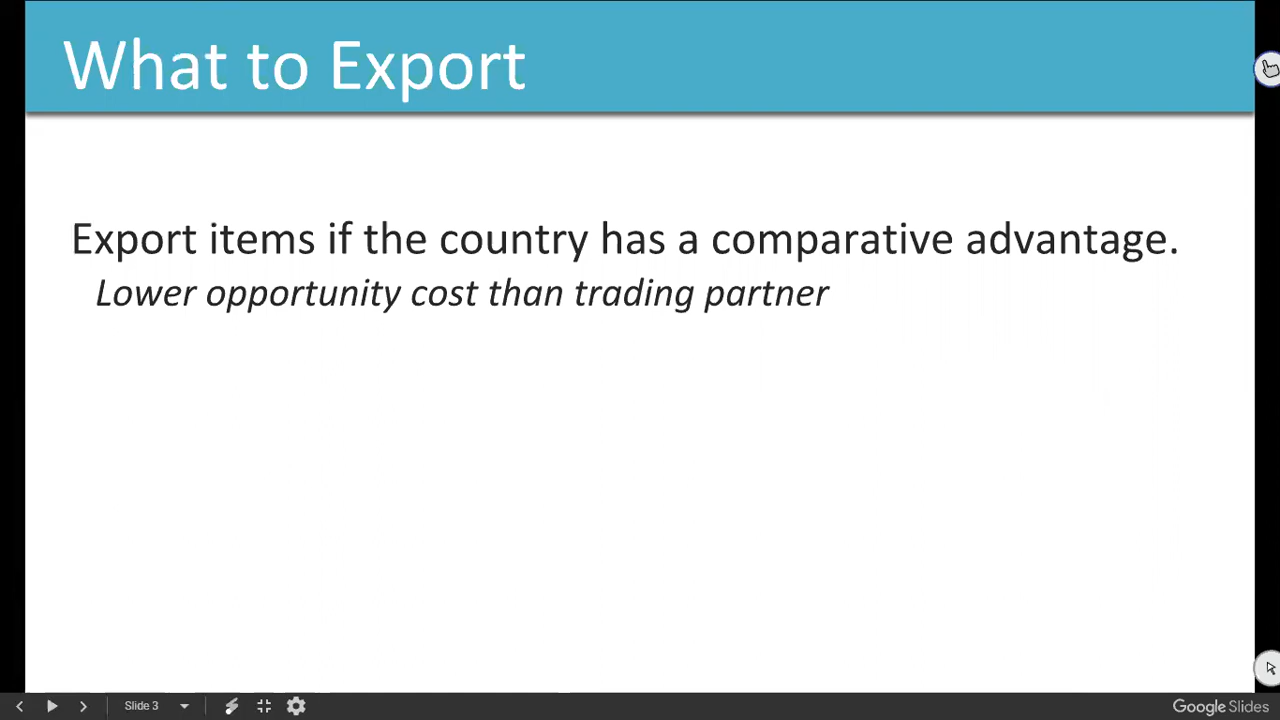 What to Export
Export items if the country has a comparative advantage.
Lower opportunity cost than trading partner
Slide 3
Google Slides